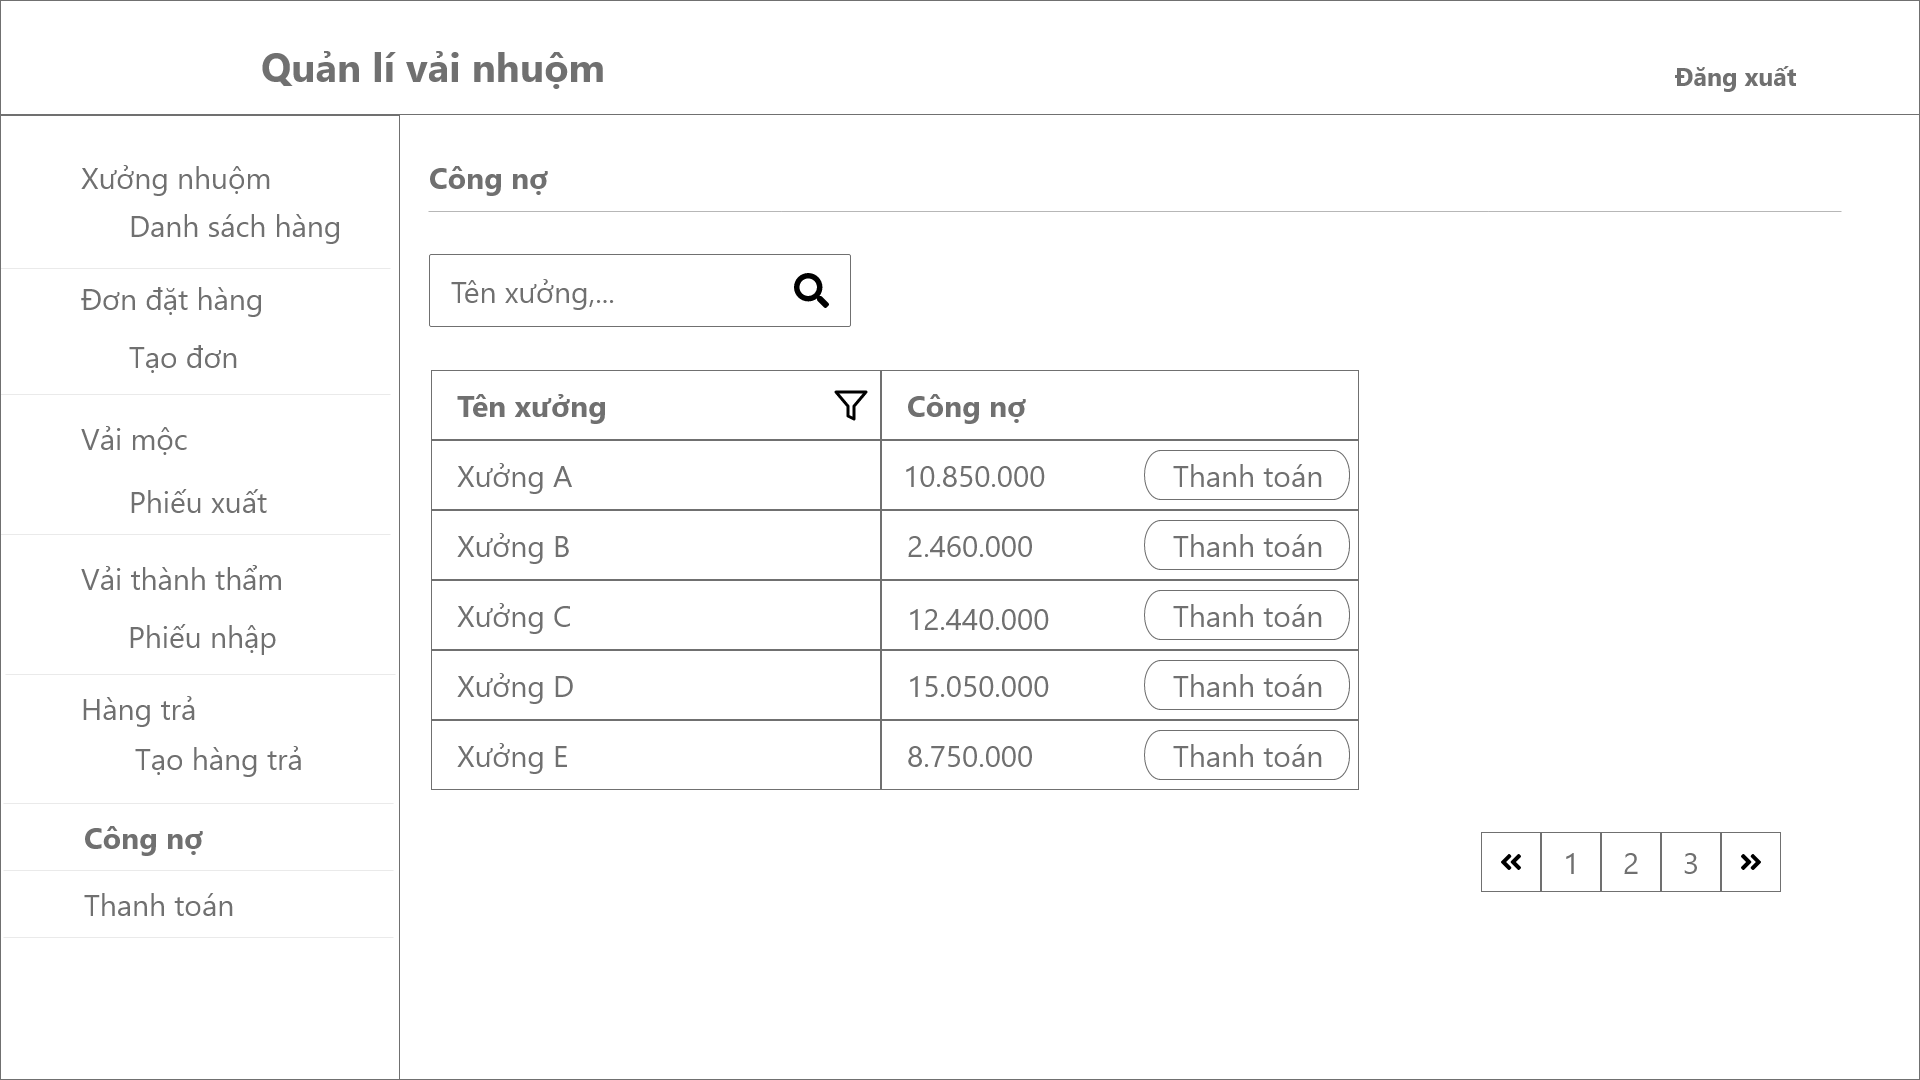 Quản lí vải nhuộm
Đăng xuất
Xưởng nhuộm
Danh sách hàng
Đơn đặt hàng
Tạo đơn
Vải mộc
Phiếu xuất
Vải thành thẩm
Phiếu nhập
Hàng trả
Tạo hàng trả
Công nợ
Thanh toán
Công nợ
Tên xưởng,...
Tên xưởng Công nợ
Xưởng A 10.850.000 Thanh toán
Xưởng B 2.460.000 Thanh toán
Xưởng C 12.440.000 Thanh toán
Xưởng D 15.050.000 Thanh toán
Xưởng E 8.750.000 Thanh toán
« 1 2 3 »